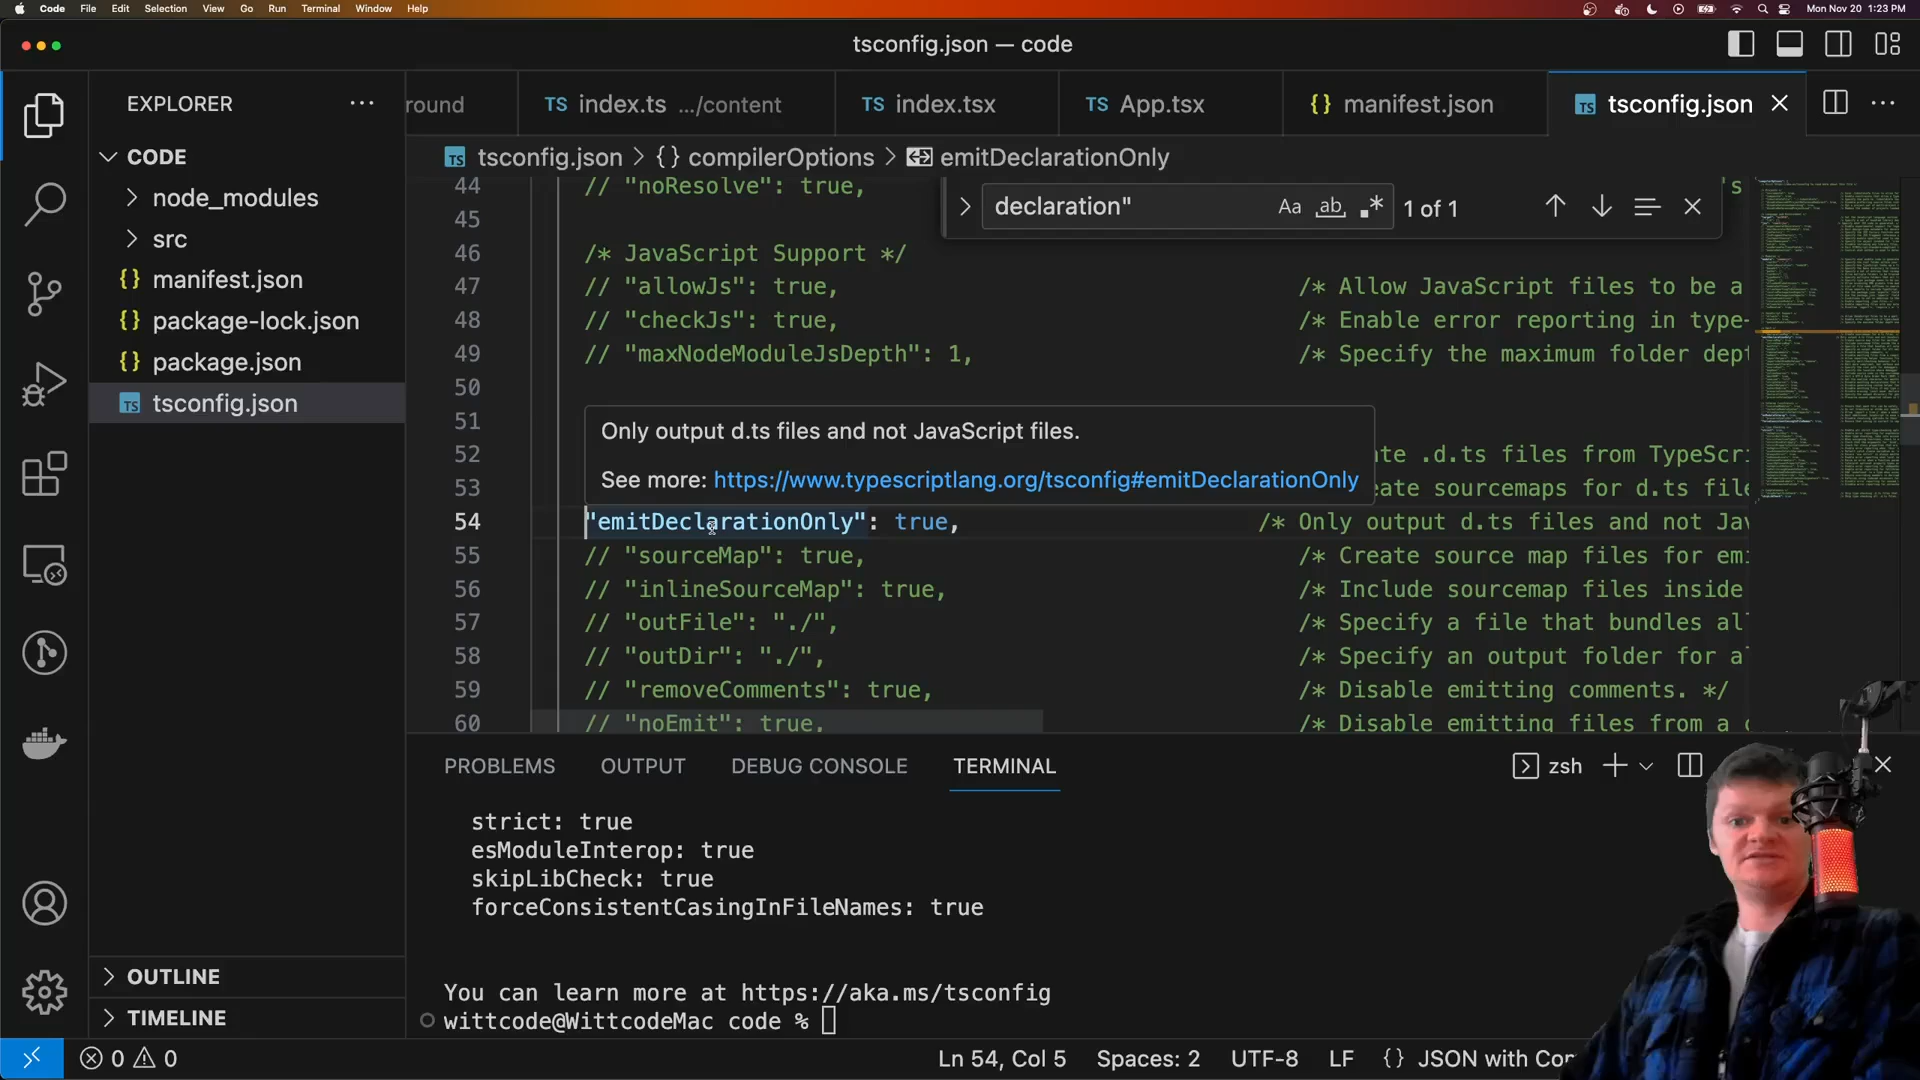 Code File Edit Selection View Go Run Terminal Window Help
Mon Nov 20 1:23 PM
tsconfig.json — code
EXPLORER
CODE
node_modules
src
{} manifest.json
{} package-lock.json
{} package.json
TS tsconfig.json
OUTLINE
TIMELINE
round
TS index.ts .../content
TS index.tsx
TS App.tsx
{} manifest.json
TS tsconfig.json
TS tsconfig.json > {} compilerOptions > emitDeclarationOnly
declaration" Aa ab .* 1 of 1
44 // "noResolve": true, 's
45
46 /* JavaScript Support */
47 // "allowJs": true, /* Allow JavaScript files to be a
48 // "checkJs": true, /* Enable error reporting in type-
49 // "maxNodeModuleJsDepth": 1, /* Specify the maximum folder dept
50
51
Only output d.ts files and not JavaScript files.
See more: https://www.typescriptlang.org/tsconfig#emitDeclarationOnly
52 te .d.ts files from TypeScri
53 ate sourcemaps for d.ts file
54 "emitDeclarationOnly": true, /* Only output d.ts files and not Jav
55 // "sourceMap": true, /* Create source map files for emi
56 // "inlineSourceMap": true, /* Include sourcemap files inside
57 // "outFile": "./", /* Specify a file that bundles al
58 // "outDir": "./", /* Specify an output folder for al
59 // "removeComments": true, /* Disable emitting comments. */
60 // "noEmit": true, /* Disable emitting files from a c
PROBLEMS OUTPUT DEBUG CONSOLE TERMINAL
zsh
strict: true
esModuleInterop: true
skipLibCheck: true
forceConsistentCasingInFileNames: true
You can learn more at https://aka.ms/tsconfig
wittcode@WittcodeMac code %
0 0
Ln 54, Col 5 Spaces: 2 UTF-8 LF {} JSON with Com